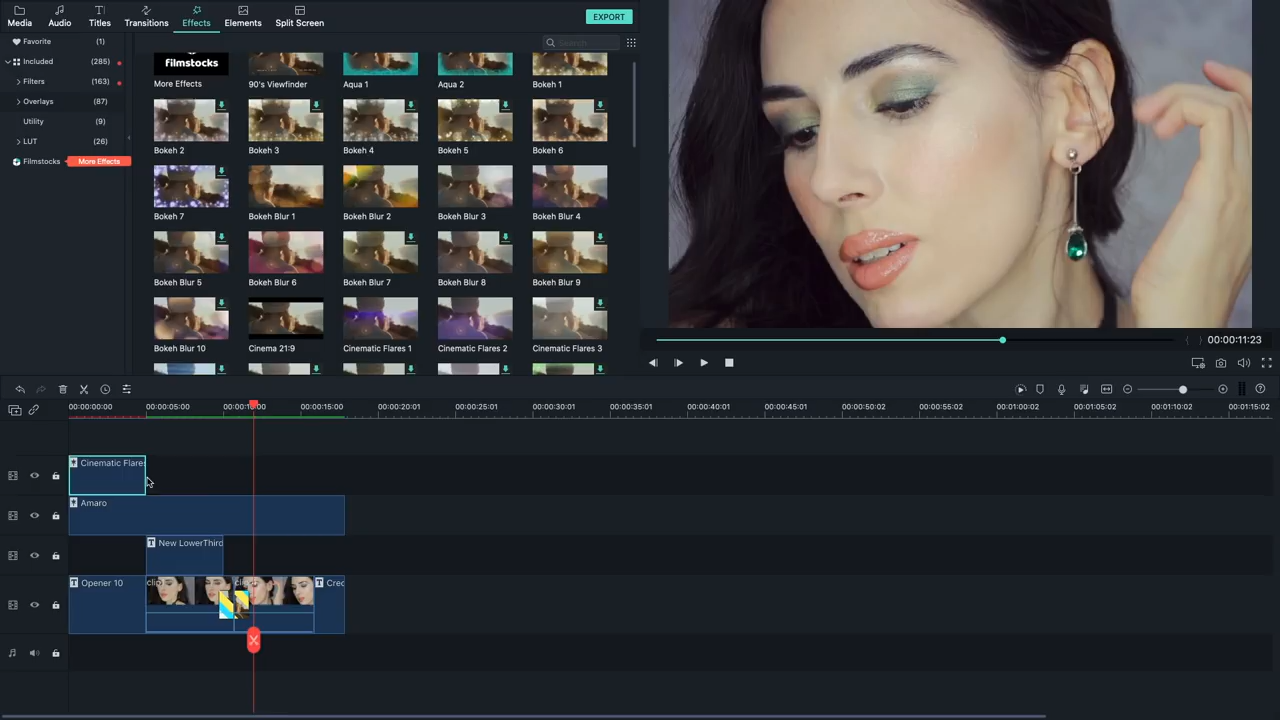 Media Audio Titles Transitions Effects Elements Split Screen EXPORT
Favorite (1)
Included (285)
Filters (163)
Overlays (87)
Utility (9)
LUT (26)
Filmstocks More Effects
Search
filmstocks
More Effects 90's Viewfinder Aqua 1 Aqua 2 Bokeh 1
Bokeh 2 Bokeh 3 Bokeh 4 Bokeh 5 Bokeh 6
Bokeh 7 Bokeh Blur 1 Bokeh Blur 2 Bokeh Blur 3 Bokeh Blur 4
Bokeh Blur 5 Bokeh Blur 6 Bokeh Blur 7 Bokeh Blur 8 Bokeh Blur 9
Bokeh Blur 10 Cinema 21:9 Cinematic Flares 1 Cinematic Flares 2 Cinematic Flares 3
00:00:11:23
00:00:00:00 00:00:05:00 00:00:10:00 00:00:15:00 00:00:20:01 00:00:25:01 00:00:30:01 00:00:35:01 00:00:40:01 00:00:45:01 00:00:50:02 00:00:55:02 00:01:00:02 00:01:05:02 00:01:10:02 00:01:15:02
Cinematic Flares
Amaro
New LowerThird
Opener 10 Cred